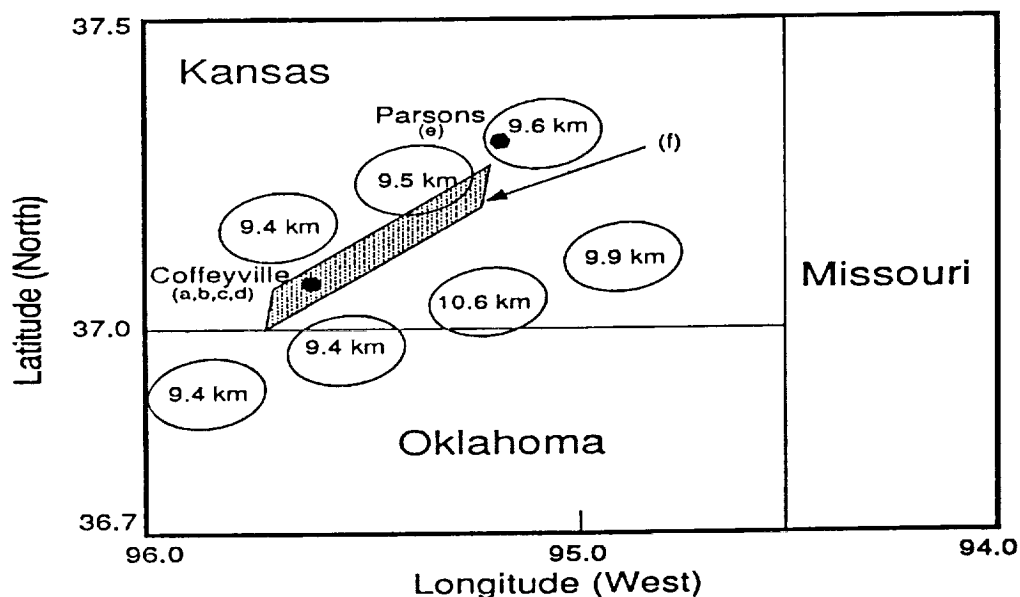 37.5
Kansas
Parsons
(e)
9.6 km
(f)
9.5 km
9.4 km
9.9 km
Missouri
Coffeyville
(a,b,c,d)
10.6 km
Latitude (North)
37.0
9.4 km
9.4 km
Oklahoma
36.7
96.0
95.0
94.0
Longitude (West)